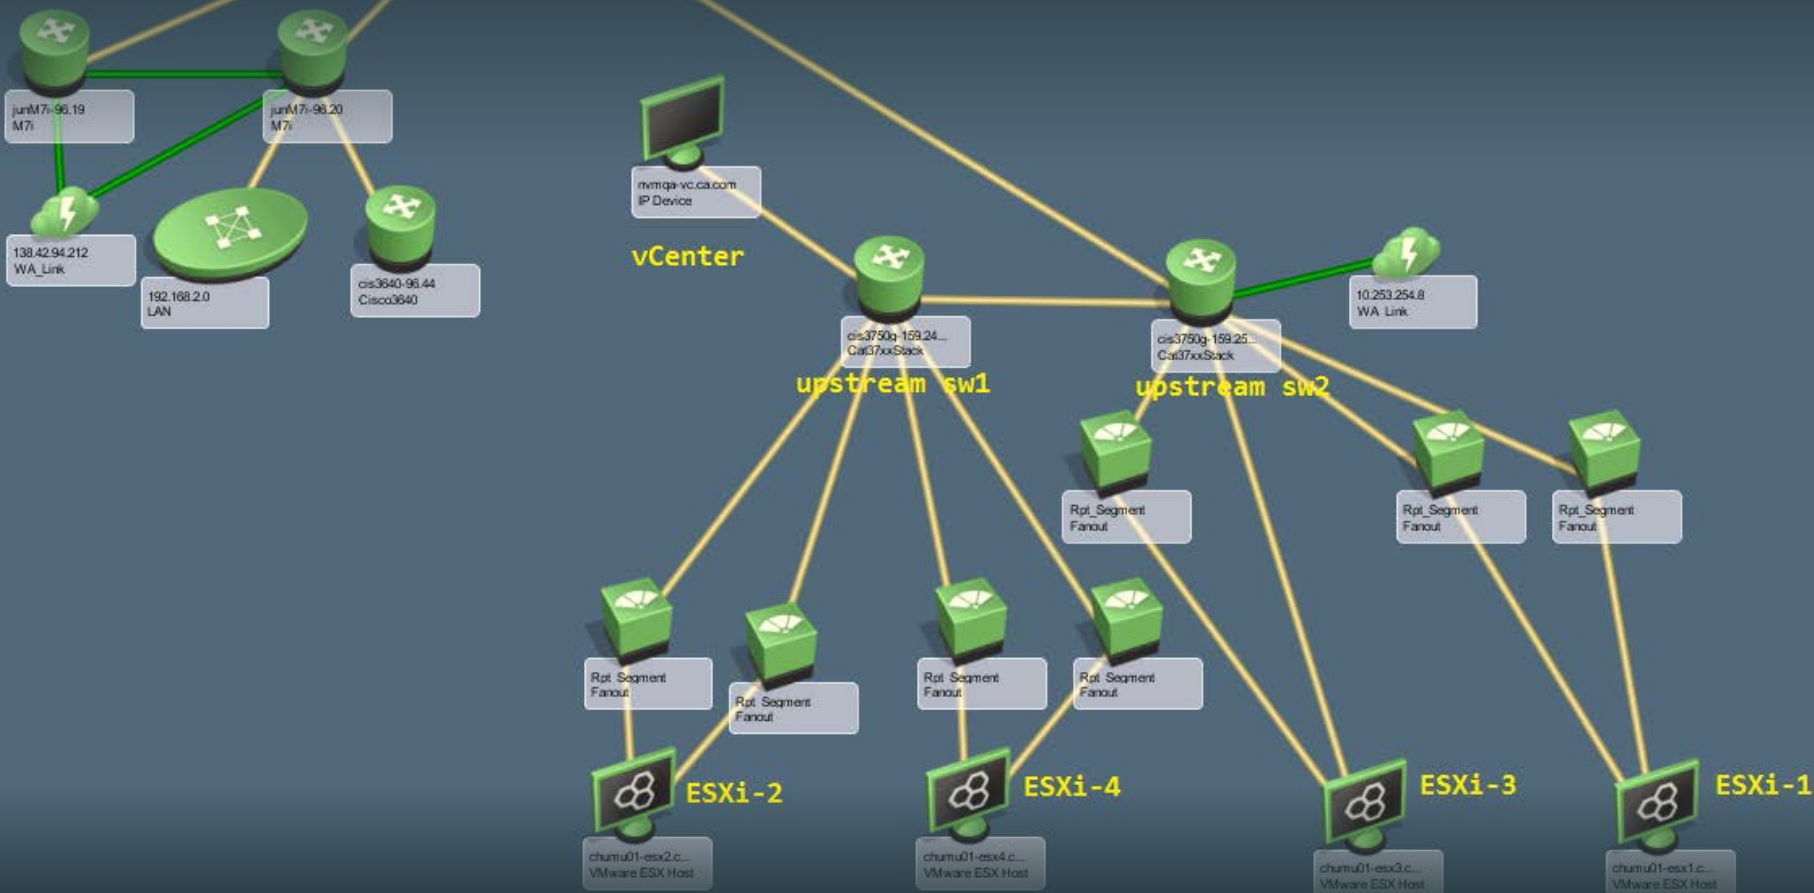 junM7i-96.19
M7i
junM7i-96.20
M7i
138.42.94.212
WA_Link
192.168.2.0
LAN
cis3640-96.44
Cisco3640
nvmqa-vc.ca.com
IP Device
vCenter
cis3750g-159.24...
Cat37xxStack
upstream sw1
cis3750g-159.25...
Cat37xxStack
upstream sw2
10.253.254.8
WA_Link
Rpt_Segment
Fanout
Rpt_Segment
Fanout
Rpt_Segment
Fanout
Rpt_Segment
Fanout
Rpt_Segment
Fanout
Rpt_Segment
Fanout
Rpt_Segment
Fanout
ESXi-2
ESXi-4
ESXi-3
ESXi-1
chumu01-esx2.c...
VMware ESX Host
chumu01-esx4.c...
VMware ESX Host
chumu01-esx3.c...
VMware ESX Host
chumu01-esx1.c...
VMware ESX Host